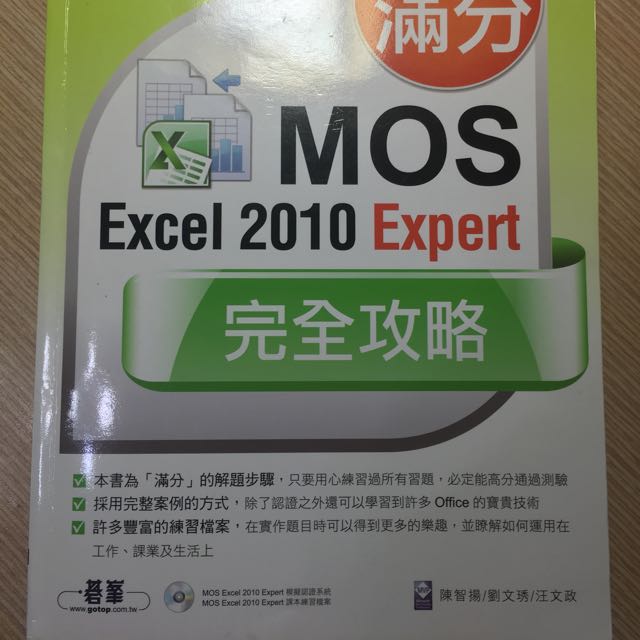 滿分
MOS
Excel 2010 Expert
完全攻略
本書為「滿分」的解題步驟，只要用心練習過所有習題，必定能高分通過測驗
採用完整案例的方式，除了認證之外還可以學習到許多 Office 的寶貴技術
許多豐富的練習檔案，在實作題目時可以得到更多的樂趣，並瞭解如何運用在
工作、課業及生活上
碁峯
www.gotop.com.tw
MOS Excel 2010 Expert 模擬認證系統
MOS Excel 2010 Expert 課本練習檔案
MVP
陳智揚/劉文琇/汪文政